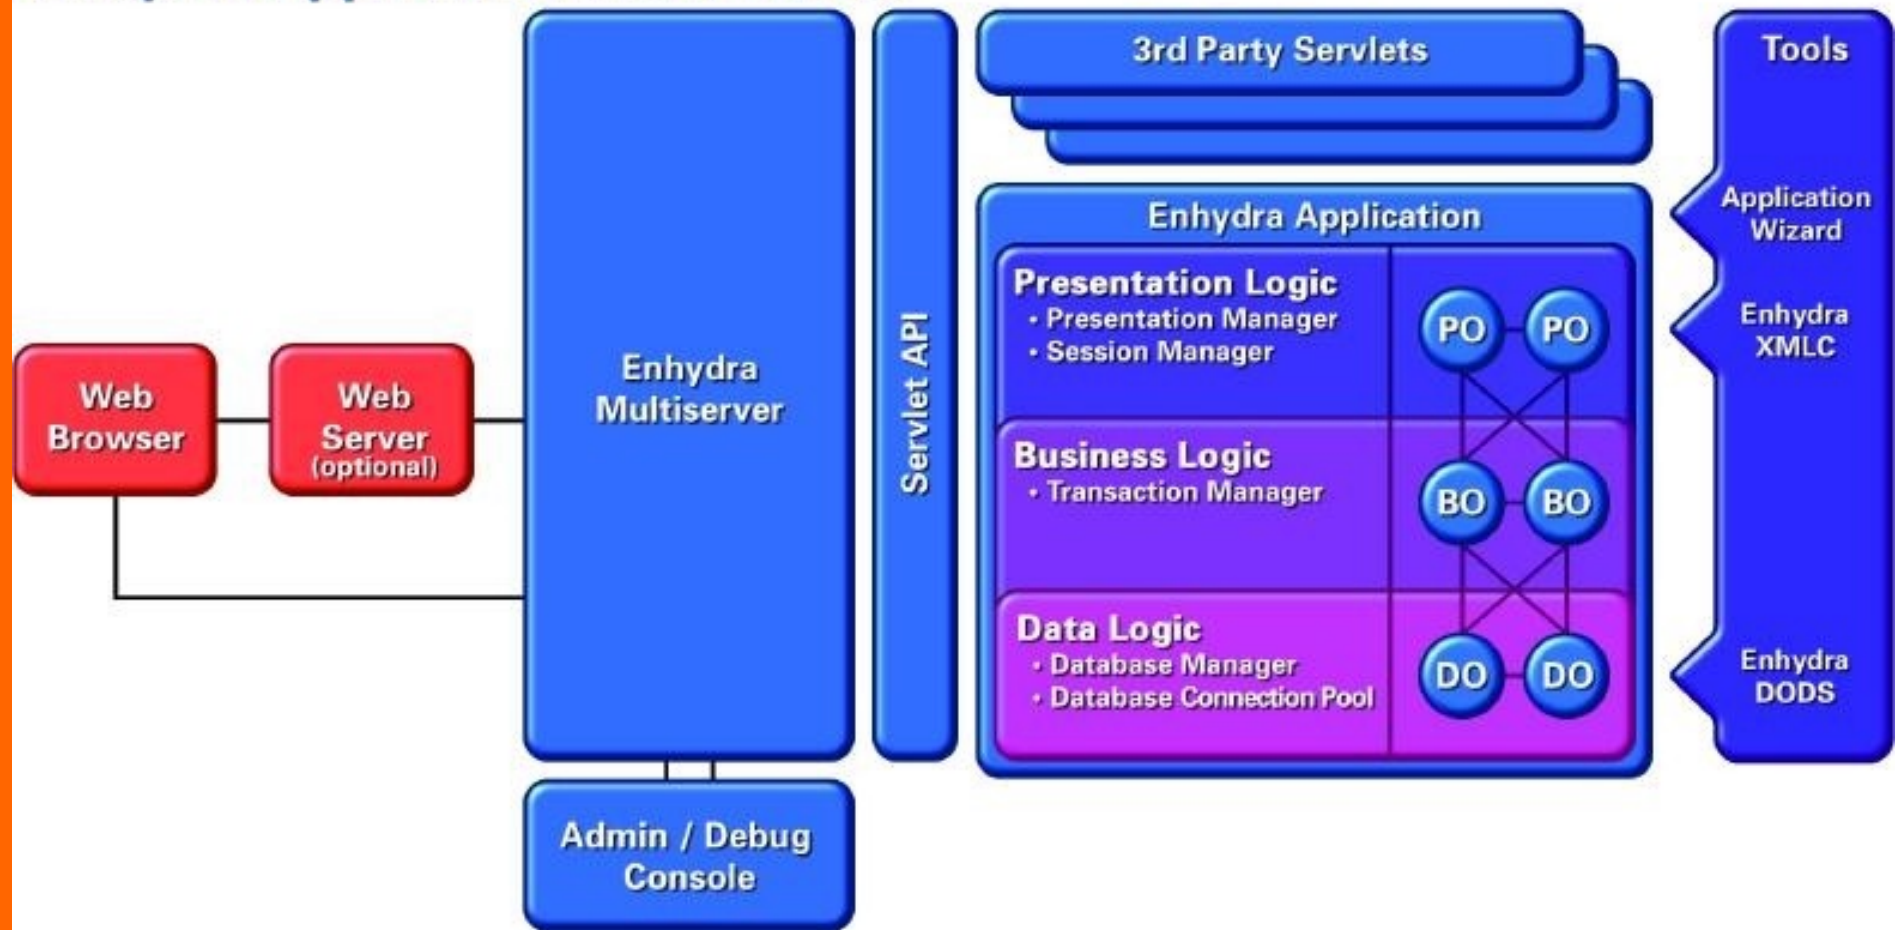 3rd Party Servlets
Tools
Enhydra Application
Application
Wizard
Presentation Logic
• Presentation Manager
• Session Manager
PO
PO
Enhydra
XMLC
Servlet API
Enhydra
Multiserver
Web
Browser
Web
Server
(optional)
Business Logic
• Transaction Manager
BO
BO
Data Logic
• Database Manager
• Database Connection Pool
DO
DO
Enhydra
DODS
Admin / Debug
Console